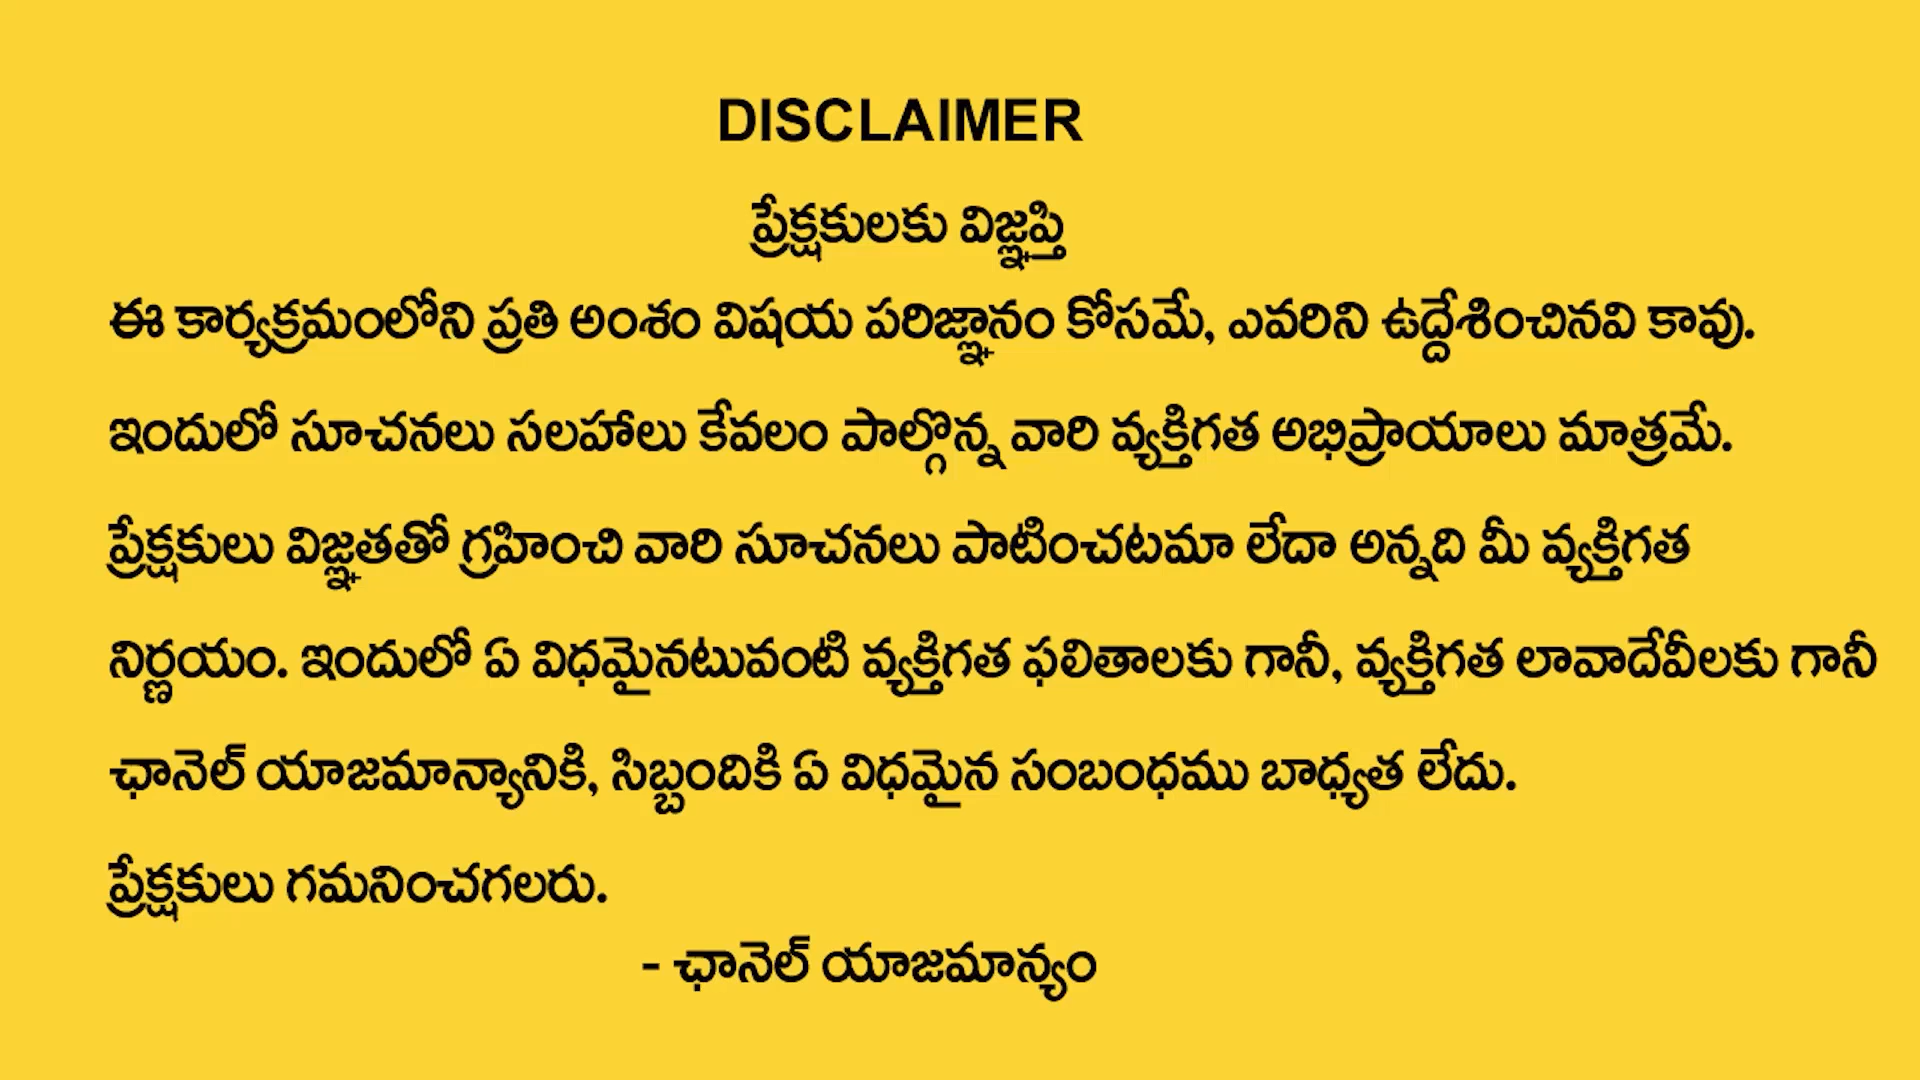 DISCLAIMER
ప్రేక్షకులకు విజ్ఞప్తి
ఈ కార్యక్రమంలోని ప్రతి అంశం విషయ పరిజ్ఞానం కోసమే, ఎవరిని ఉద్దేశించినవి కావు.
ఇందులో సూచనలు సలహాలు కేవలం పాల్గొన్న వారి వ్యక్తిగత అభిప్రాయాలు మాత్రమే.
ప్రేక్షకులు విజ్ఞతతో గ్రహించి వారి సూచనలు పాటించటమా లేదా అన్నది మీ వ్యక్తిగత
నిర్ణయం. ఇందులో ఏ విధమైనటువంటి వ్యక్తిగత ఫలితాలకు గానీ, వ్యక్తిగత లావాదేవీలకు గానీ
ఛానెల్ యాజమాన్యానికి, సిబ్బందికి ఏ విధమైన సంబంధము బాధ్యత లేదు.
ప్రేక్షకులు గమనించగలరు.
- ఛానెల్ యాజమాన్యం